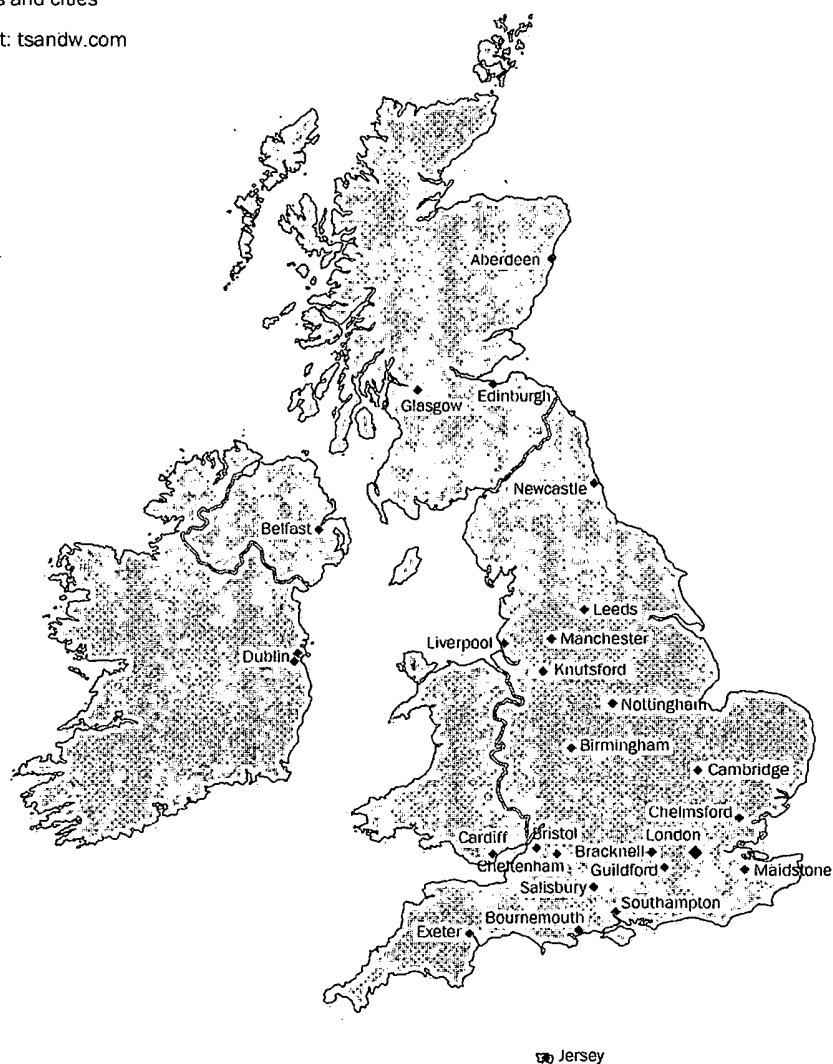 and cities
t: tsandw.com
Aberdeen
Glasgow
Edinburgh
Newcastle
Belfast
Leeds
Liverpool
Manchester
Dublin
Knutsford
Nottingham
Birmingham
Cambridge
Chelmsford
Cardiff
Bristol
London
Cheltenham
Bracknell
Guildford
Maidstone
Salisbury
Southampton
Bournemouth
Exeter
Jersey